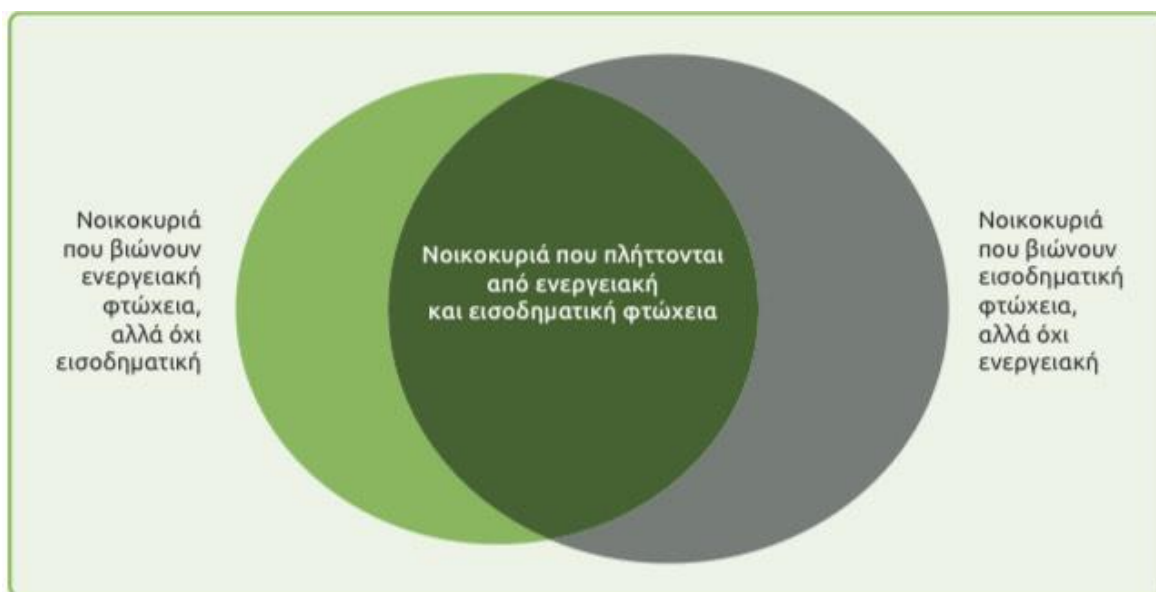 Νοικοκυριά
που βιώνουν
ενεργειακή
φτώχεια,
αλλά όχι
εισοδηματική
Νοικοκυριά που πλήττονται
από ενεργειακή
και εισοδηματική φτώχεια
Νοικοκυριά
που βιώνουν
εισοδηματική
φτώχεια,
αλλά όχι
ενεργειακή